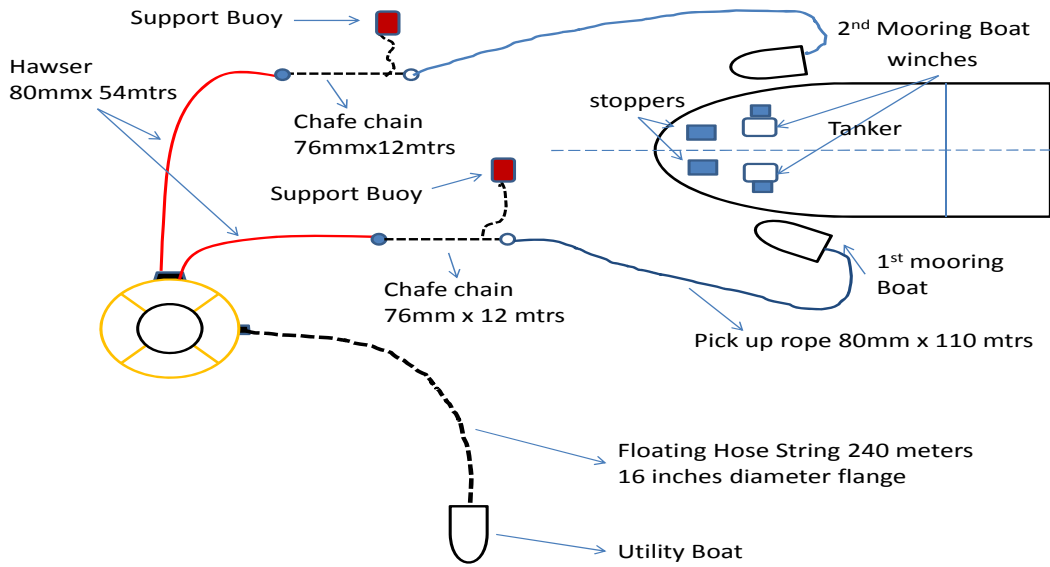 Support Buoy
2nd Mooring Boat
winches
Hawser
80mmx 54mtrs
stoppers
Chafe chain
76mmx12mtrs
Tanker
Support Buoy
1st mooring
Boat
Chafe chain
76mm x 12 mtrs
Pick up rope 80mm x 110 mtrs
Floating Hose String 240 meters
16 inches diameter flange
Utility Boat